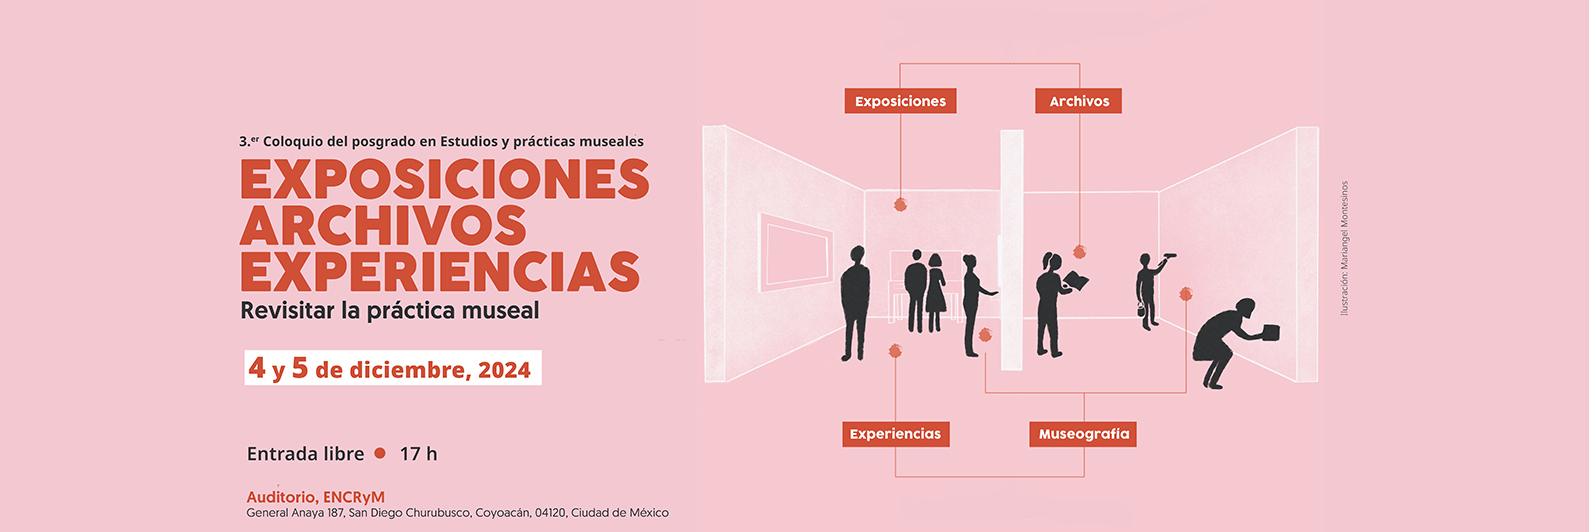 3.er Coloquio del posgrado en Estudios y prácticas museales
EXPOSICIONES
ARCHIVOS
EXPERIENCIAS
Revisitar la práctica museal
4 y 5 de diciembre, 2024
Entrada libre ● 17 h
Auditorio, ENCRyM
General Anaya 187, San Diego Churubusco, Coyoacán, 04120, Ciudad de México
Exposiciones
Archivos
Experiencias
Museografía
Ilustración: Mariangel Montesinos